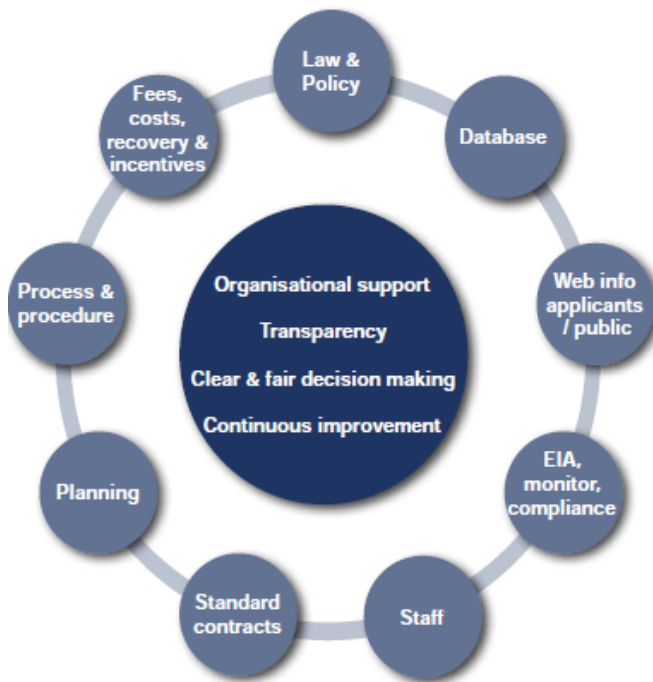 Law &
Policy
Database
Web info
applicants
/ public
EIA,
monitor,
compliance
Staff
Standard
contracts
Planning
Process &
procedure
Fees,
costs,
recovery &
incentives
Organisational support
Transparency
Clear & fair decision making
Continuous improvement